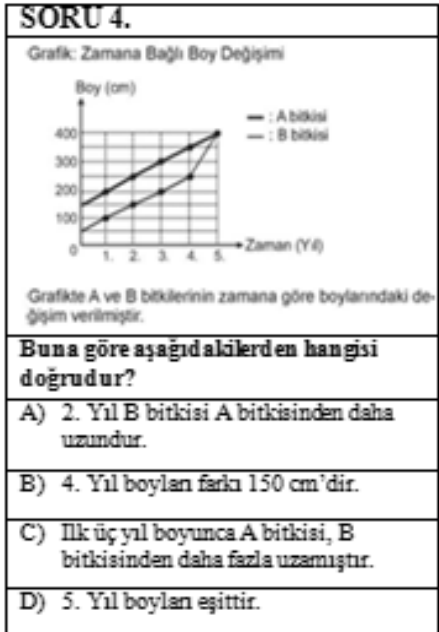 SORU 4.
Grafik: Zamana Bağlı Boy Değişimi
Boy (cm)
: A bitkisi
: B bitkisi
400
300
200
100
0
1. 2. 3. 4. 5.
Zaman (Yıl)
Grafikte A ve B bitkilerinin zamana göre boylarındaki de-
ğişim verilmiştir.
Buna göre aşağıdakilerden hangisi
doğrudur?
A) 2. Yıl B bitkisi A bitkisinden daha
uzundur.
B) 4. Yıl boyları farkı 150 cm’dir.
C) Ilk üç yıl boyunca A bitkisi, B
bitkisinden daha fazla uzamıştır.
D) 5. Yıl boyları eşittir.